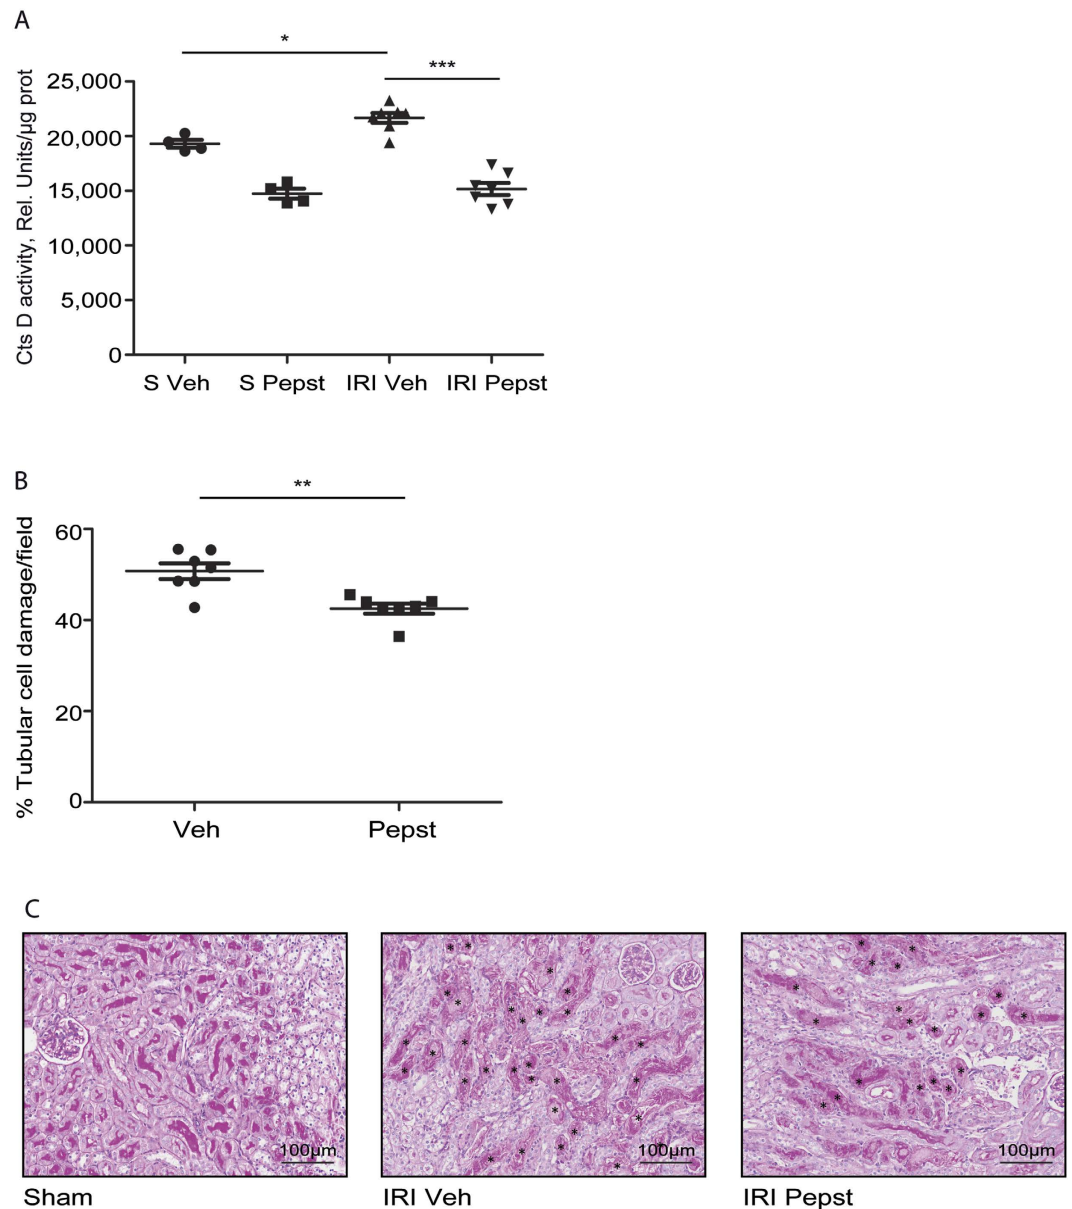 A
*
***
Cts D activity, Rel. Units/µg prot
25,000
20,000
15,000
10,000
5,000
0
S Veh S Pepst IRI Veh IRI Pepst
B
**
% Tubular cell damage/field
60
40
20
0
Veh Pepst
C
100µm 100µm 100µm
Sham IRI Veh IRI Pepst